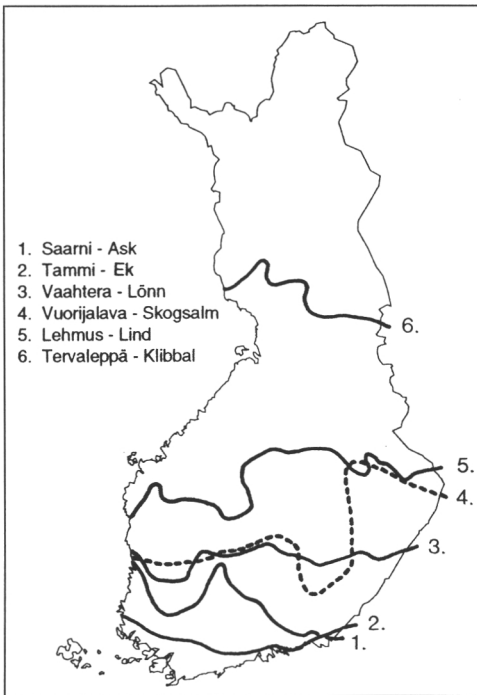 1. Saarni - Ask
2. Tammi - Ek
3. Vaahtera - Lõnn
4. Vuorijalava - Skogsalm
5. Lehmus - Lind
6. Tervaleppä - Klibbal
6.
5.
4.
3.
2.
1.